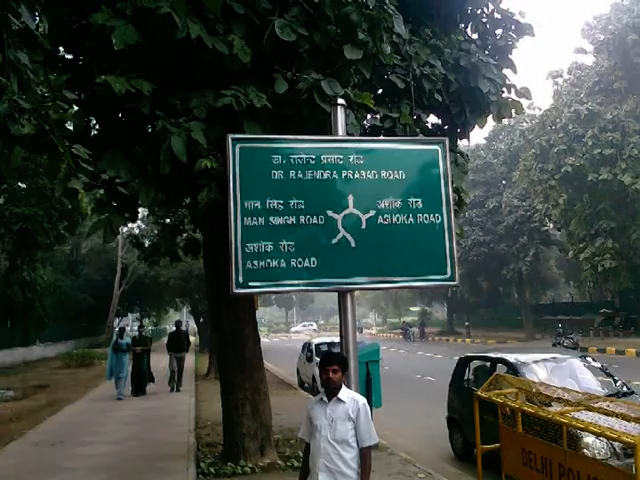 डा. राजेन्द्र प्रसाद रोड
DR. RAJENDRA PRASAD ROAD
मान सिंह रोड
MAN SINGH ROAD
अशोक रोड
ASHOKA ROAD
अशोक रोड
ASHOKA ROAD
DELHI POLICE